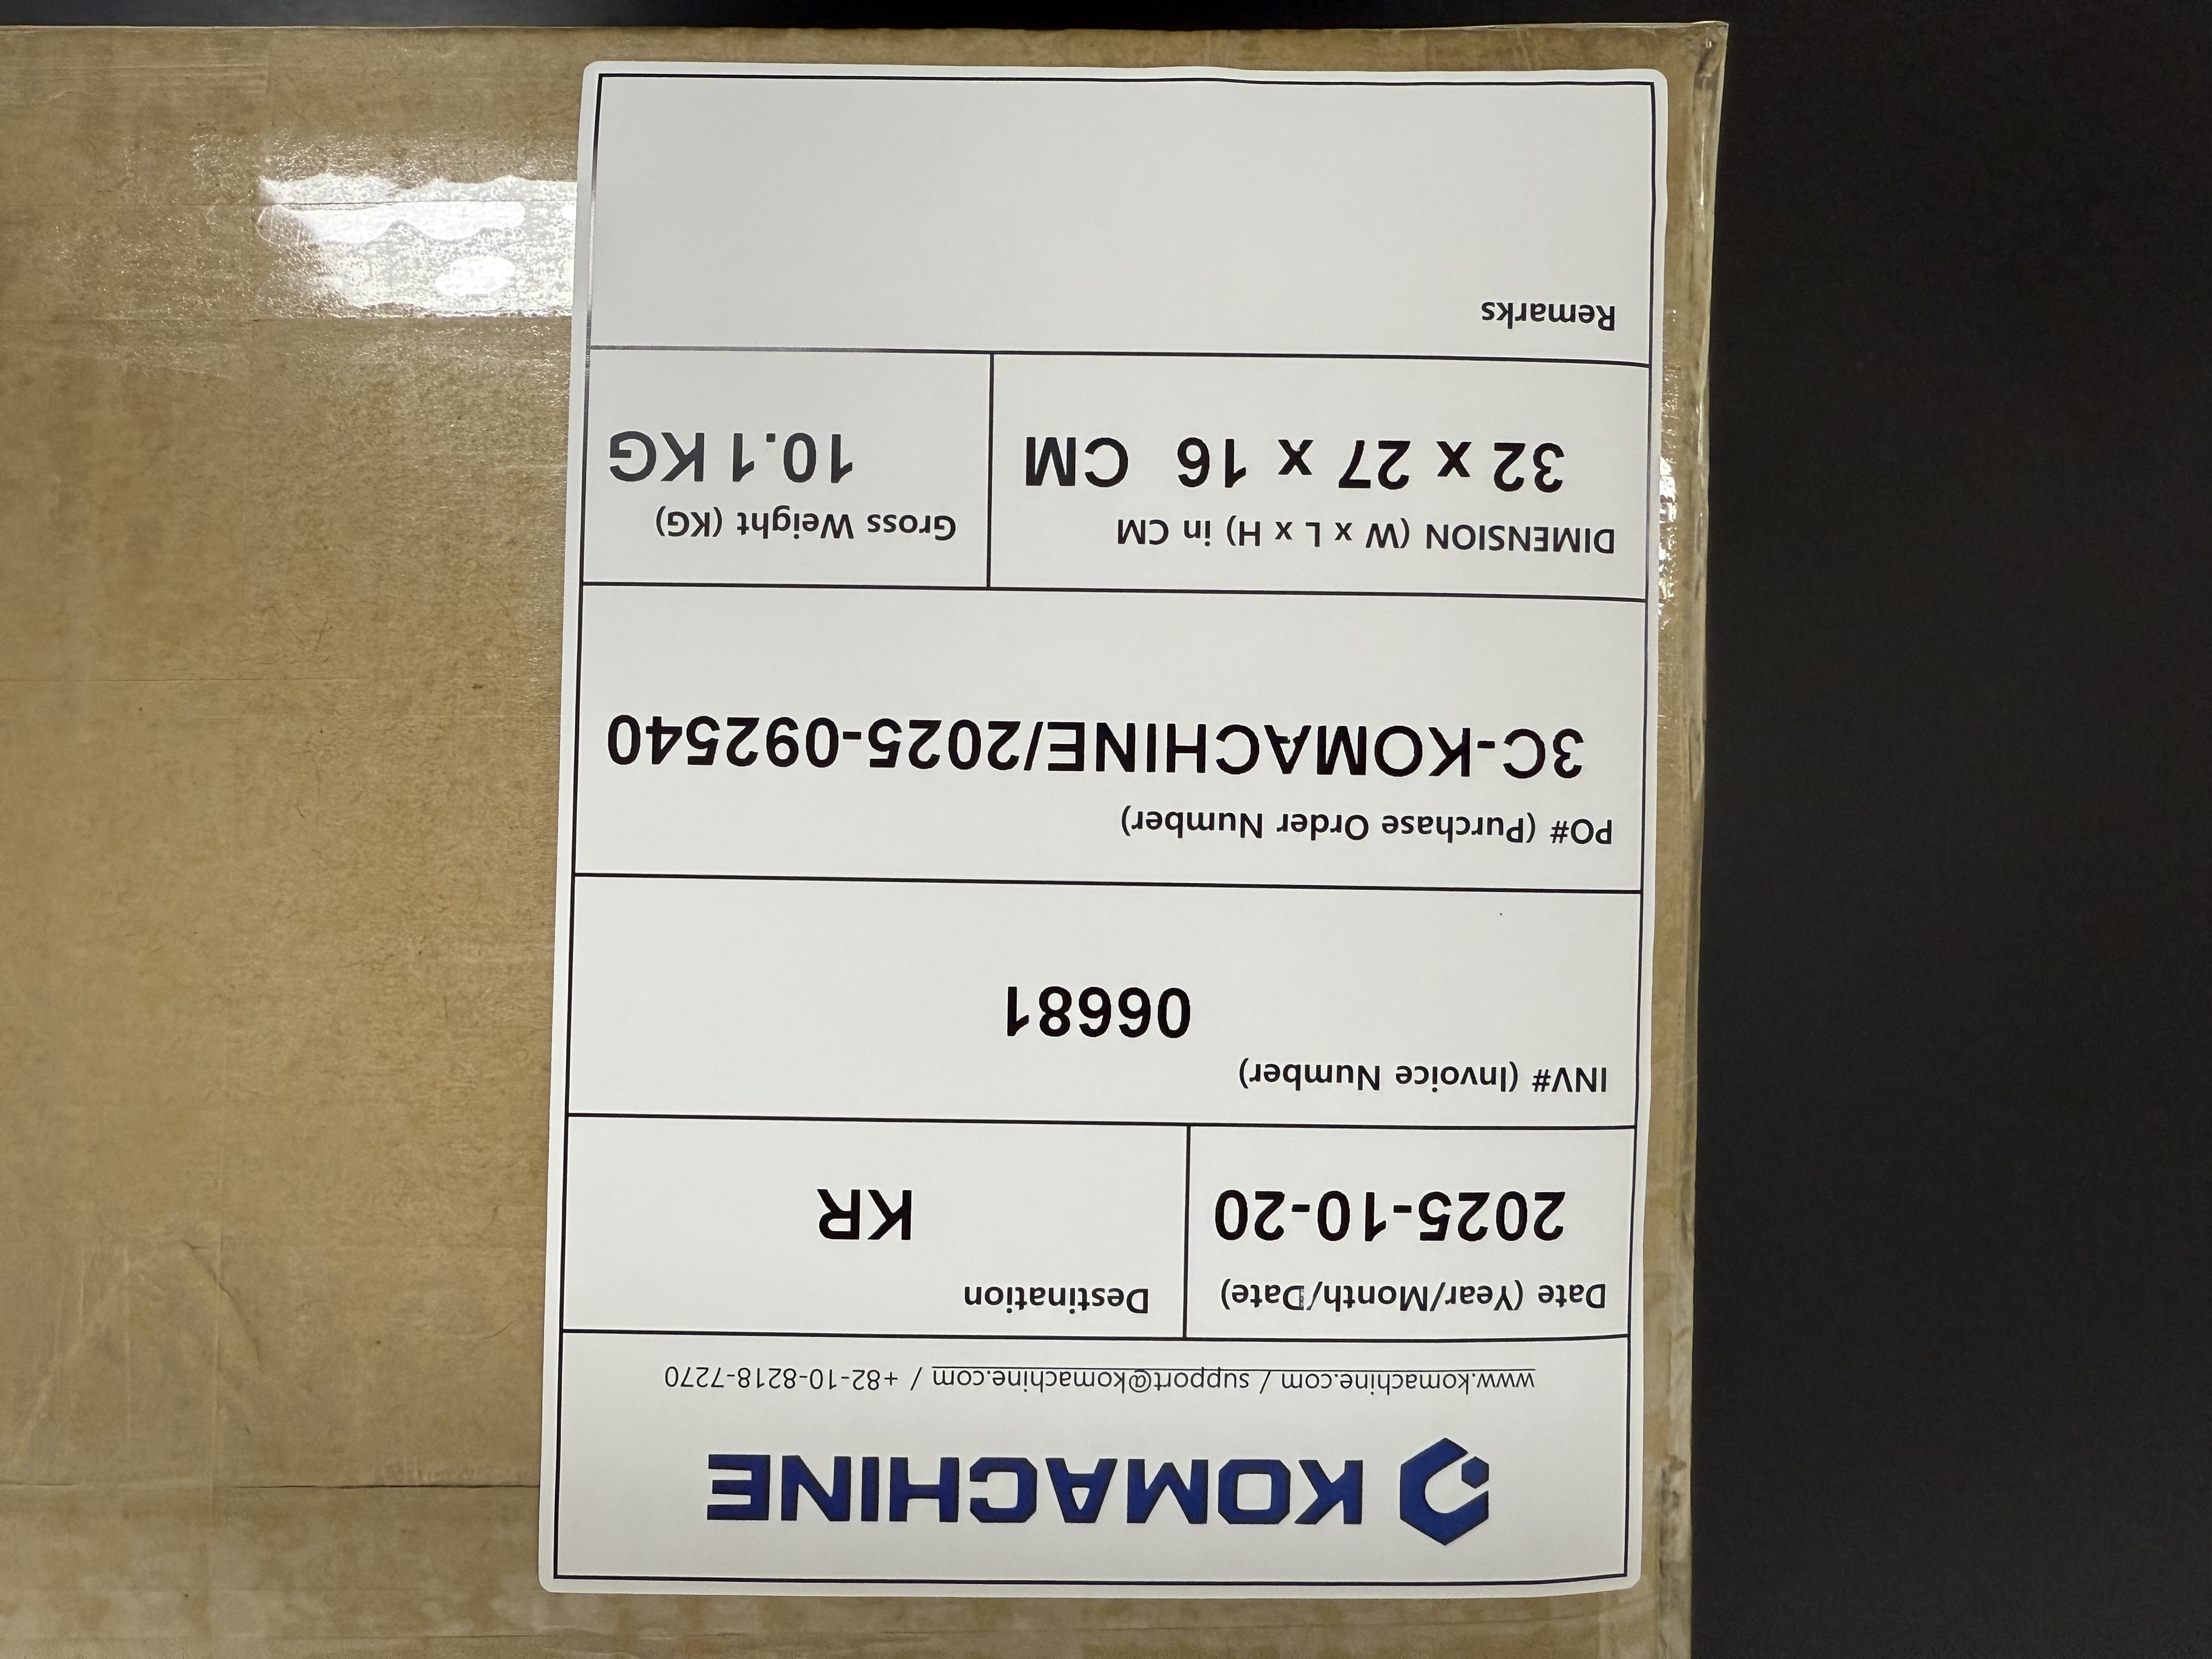 KOMACHINE
www.komachine.com / support@komachine.com / +82-10-8218-7270
Date (Year/Month/Date)
2025-10-20
Destination
KR
INV# (Invoice Number)
06681
PO# (Purchase Order Number)
3C-KOMACHINE/2025-092540
DIMENSION (W x L x H) in CM
32 x 27 x 16 CM
Gross Weight (KG)
10.1 KG
Remarks